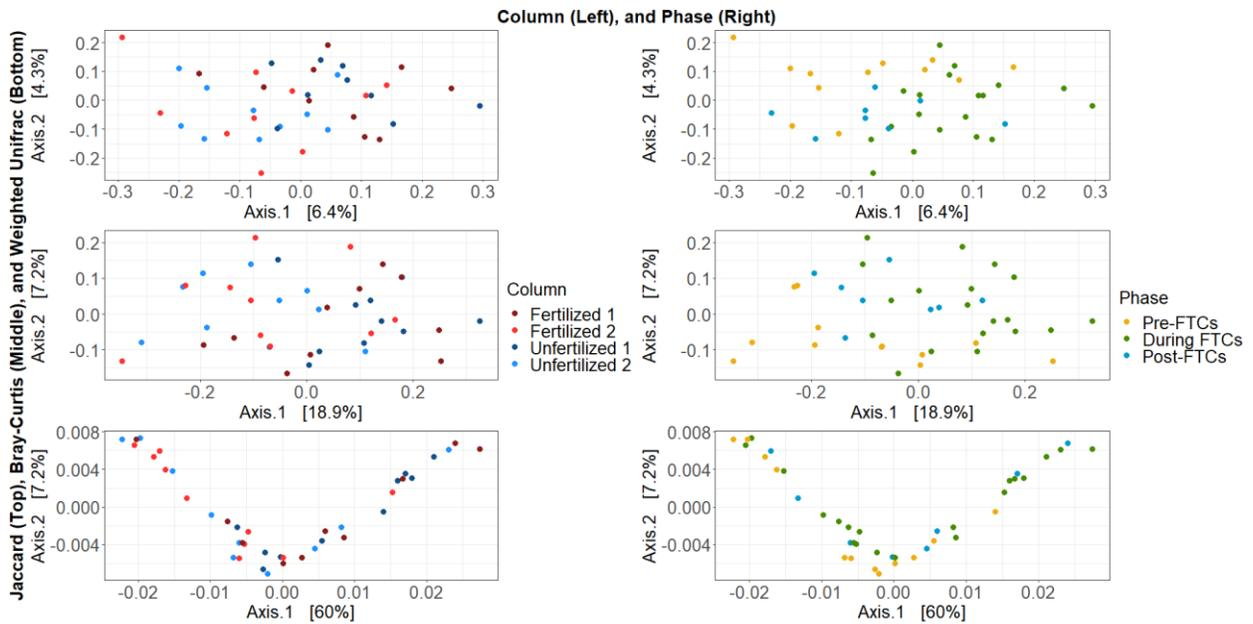 Column (Left), and Phase (Right)
Jaccard (Top), Bray-Curtis (Middle), and Weighted Unifrac (Bottom)
Axis.2 [4.3%]
0.2
0.1
0.0
-0.1
-0.2
-0.3 -0.2 -0.1 0.0 0.1 0.2 0.3
Axis.1 [6.4%]
Axis.2 [4.3%]
0.2
0.1
0.0
-0.1
-0.2
-0.3 -0.2 -0.1 0.0 0.1 0.2 0.3
Axis.1 [6.4%]
Axis.2 [7.2%]
0.2
0.1
0.0
-0.1
-0.2 0.0 0.2
Axis.1 [18.9%]
Column
Fertilized 1
Fertilized 2
Unfertilized 1
Unfertilized 2
Axis.2 [7.2%]
0.2
0.1
0.0
-0.1
-0.2 0.0 0.2
Axis.1 [18.9%]
Phase
Pre-FTCs
During FTCs
Post-FTCs
Axis.2 [7.2%]
0.008
0.004
0.000
-0.004
-0.02 -0.01 0.00 0.01 0.02
Axis.1 [60%]
Axis.2 [7.2%]
0.008
0.004
0.000
-0.004
-0.02 -0.01 0.00 0.01 0.02
Axis.1 [60%]